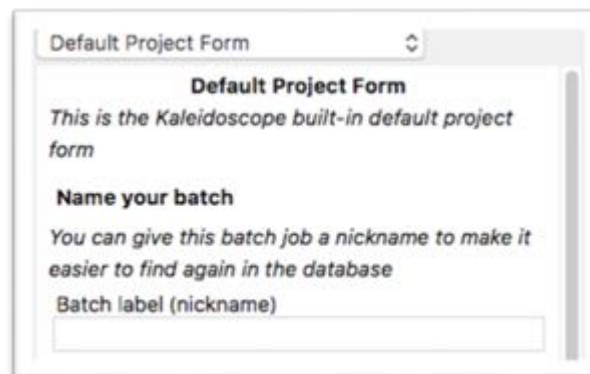 Default Project Form
Default Project Form
This is the Kaleidoscope built-in default project
form
Name your batch
You can give this batch job a nickname to make it
easier to find again in the database
Batch label (nickname)